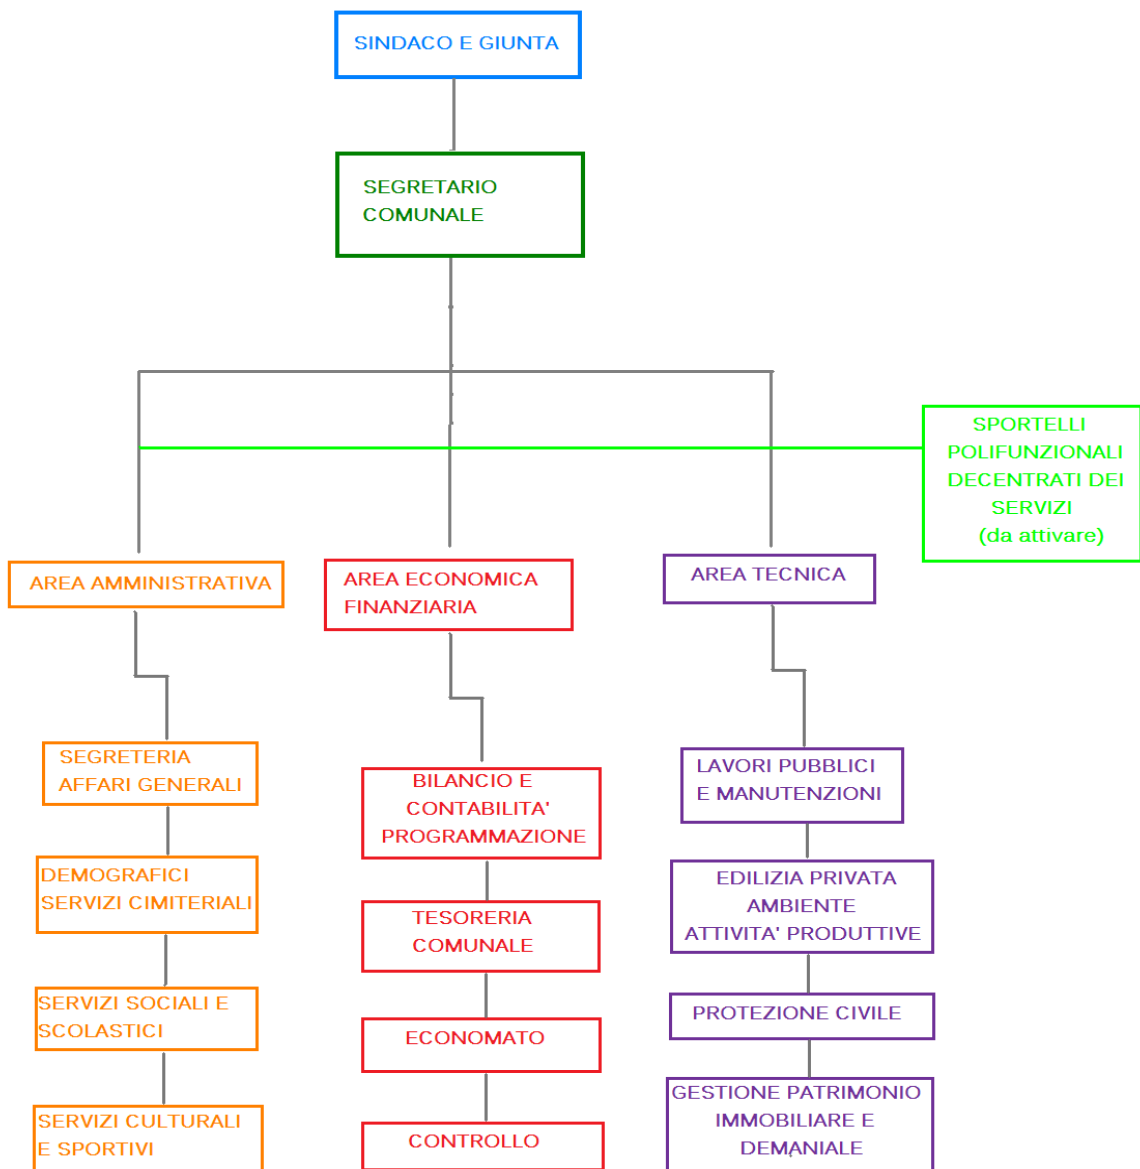 SINDACO E GIUNTA
SEGRETARIO
COMUNALE
SPORTELLI
POLIFUNZIONALI
DECENTRATI DEI
SERVIZI
(da attivare)
AREA AMMINISTRATIVA
SEGRETERIA
AFFARI GENERALI
DEMOGRAFICI
SERVIZI CIMITERIALI
SERVIZI SOCIALI E
SCOLASTICI
SERVIZI CULTURALI
E SPORTIVI
AREA ECONOMICA
FINANZIARIA
BILANCIO E
CONTABILITA'
PROGRAMMAZIONE
TESORERIA
COMUNALE
ECONOMATO
CONTROLLO
AREA TECNICA
LAVORI PUBBLICI
E MANUTENZIONI
EDILIZIA PRIVATA
AMBIENTE
ATTIVITA' PRODUTTIVE
PROTEZIONE CIVILE
GESTIONE PATRIMONIO
IMMOBILIARE E
DEMANIALE